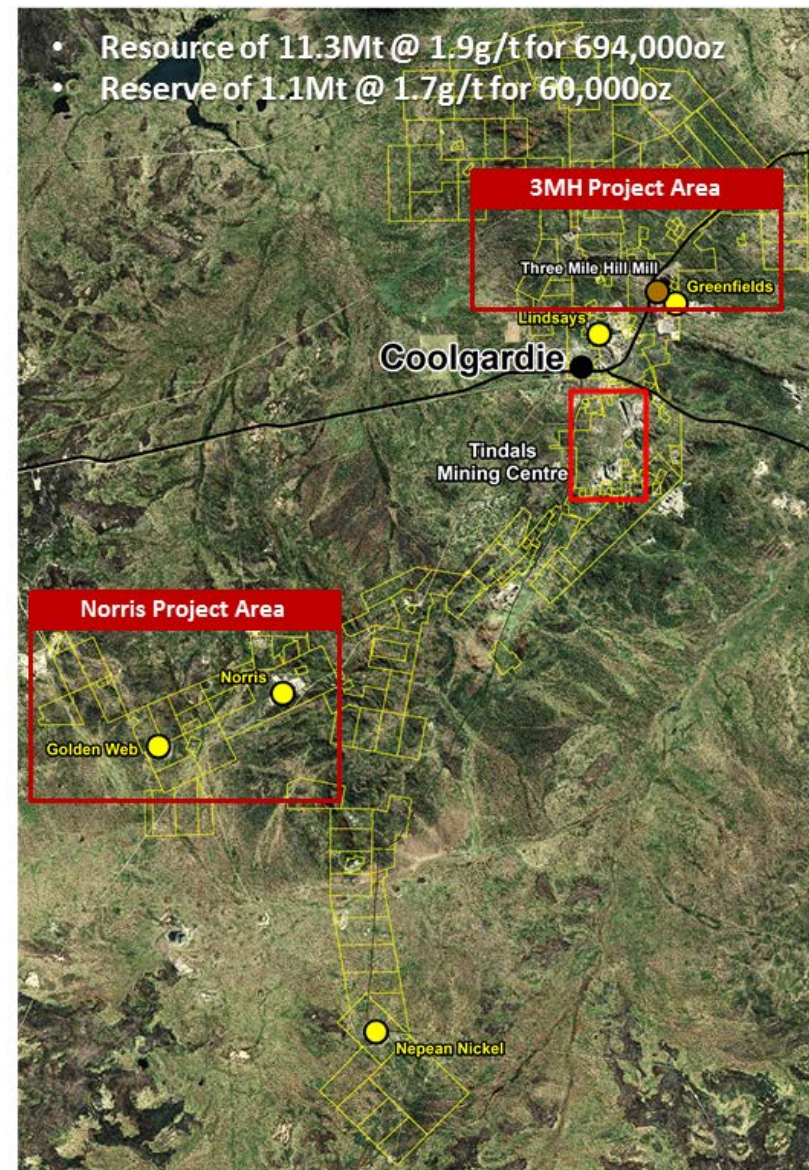 • Resource of 11.3Mt @ 1.9g/t for 694,000oz
• Reserve of 1.1Mt @ 1.7g/t for 60,000oz
3MH Project Area
Three Mile Hill Mill
Greenfields
Lindsays
Coolgardie
Tindals
Mining Centre
Norris Project Area
Norris
Golden Web
Nepean Nickel